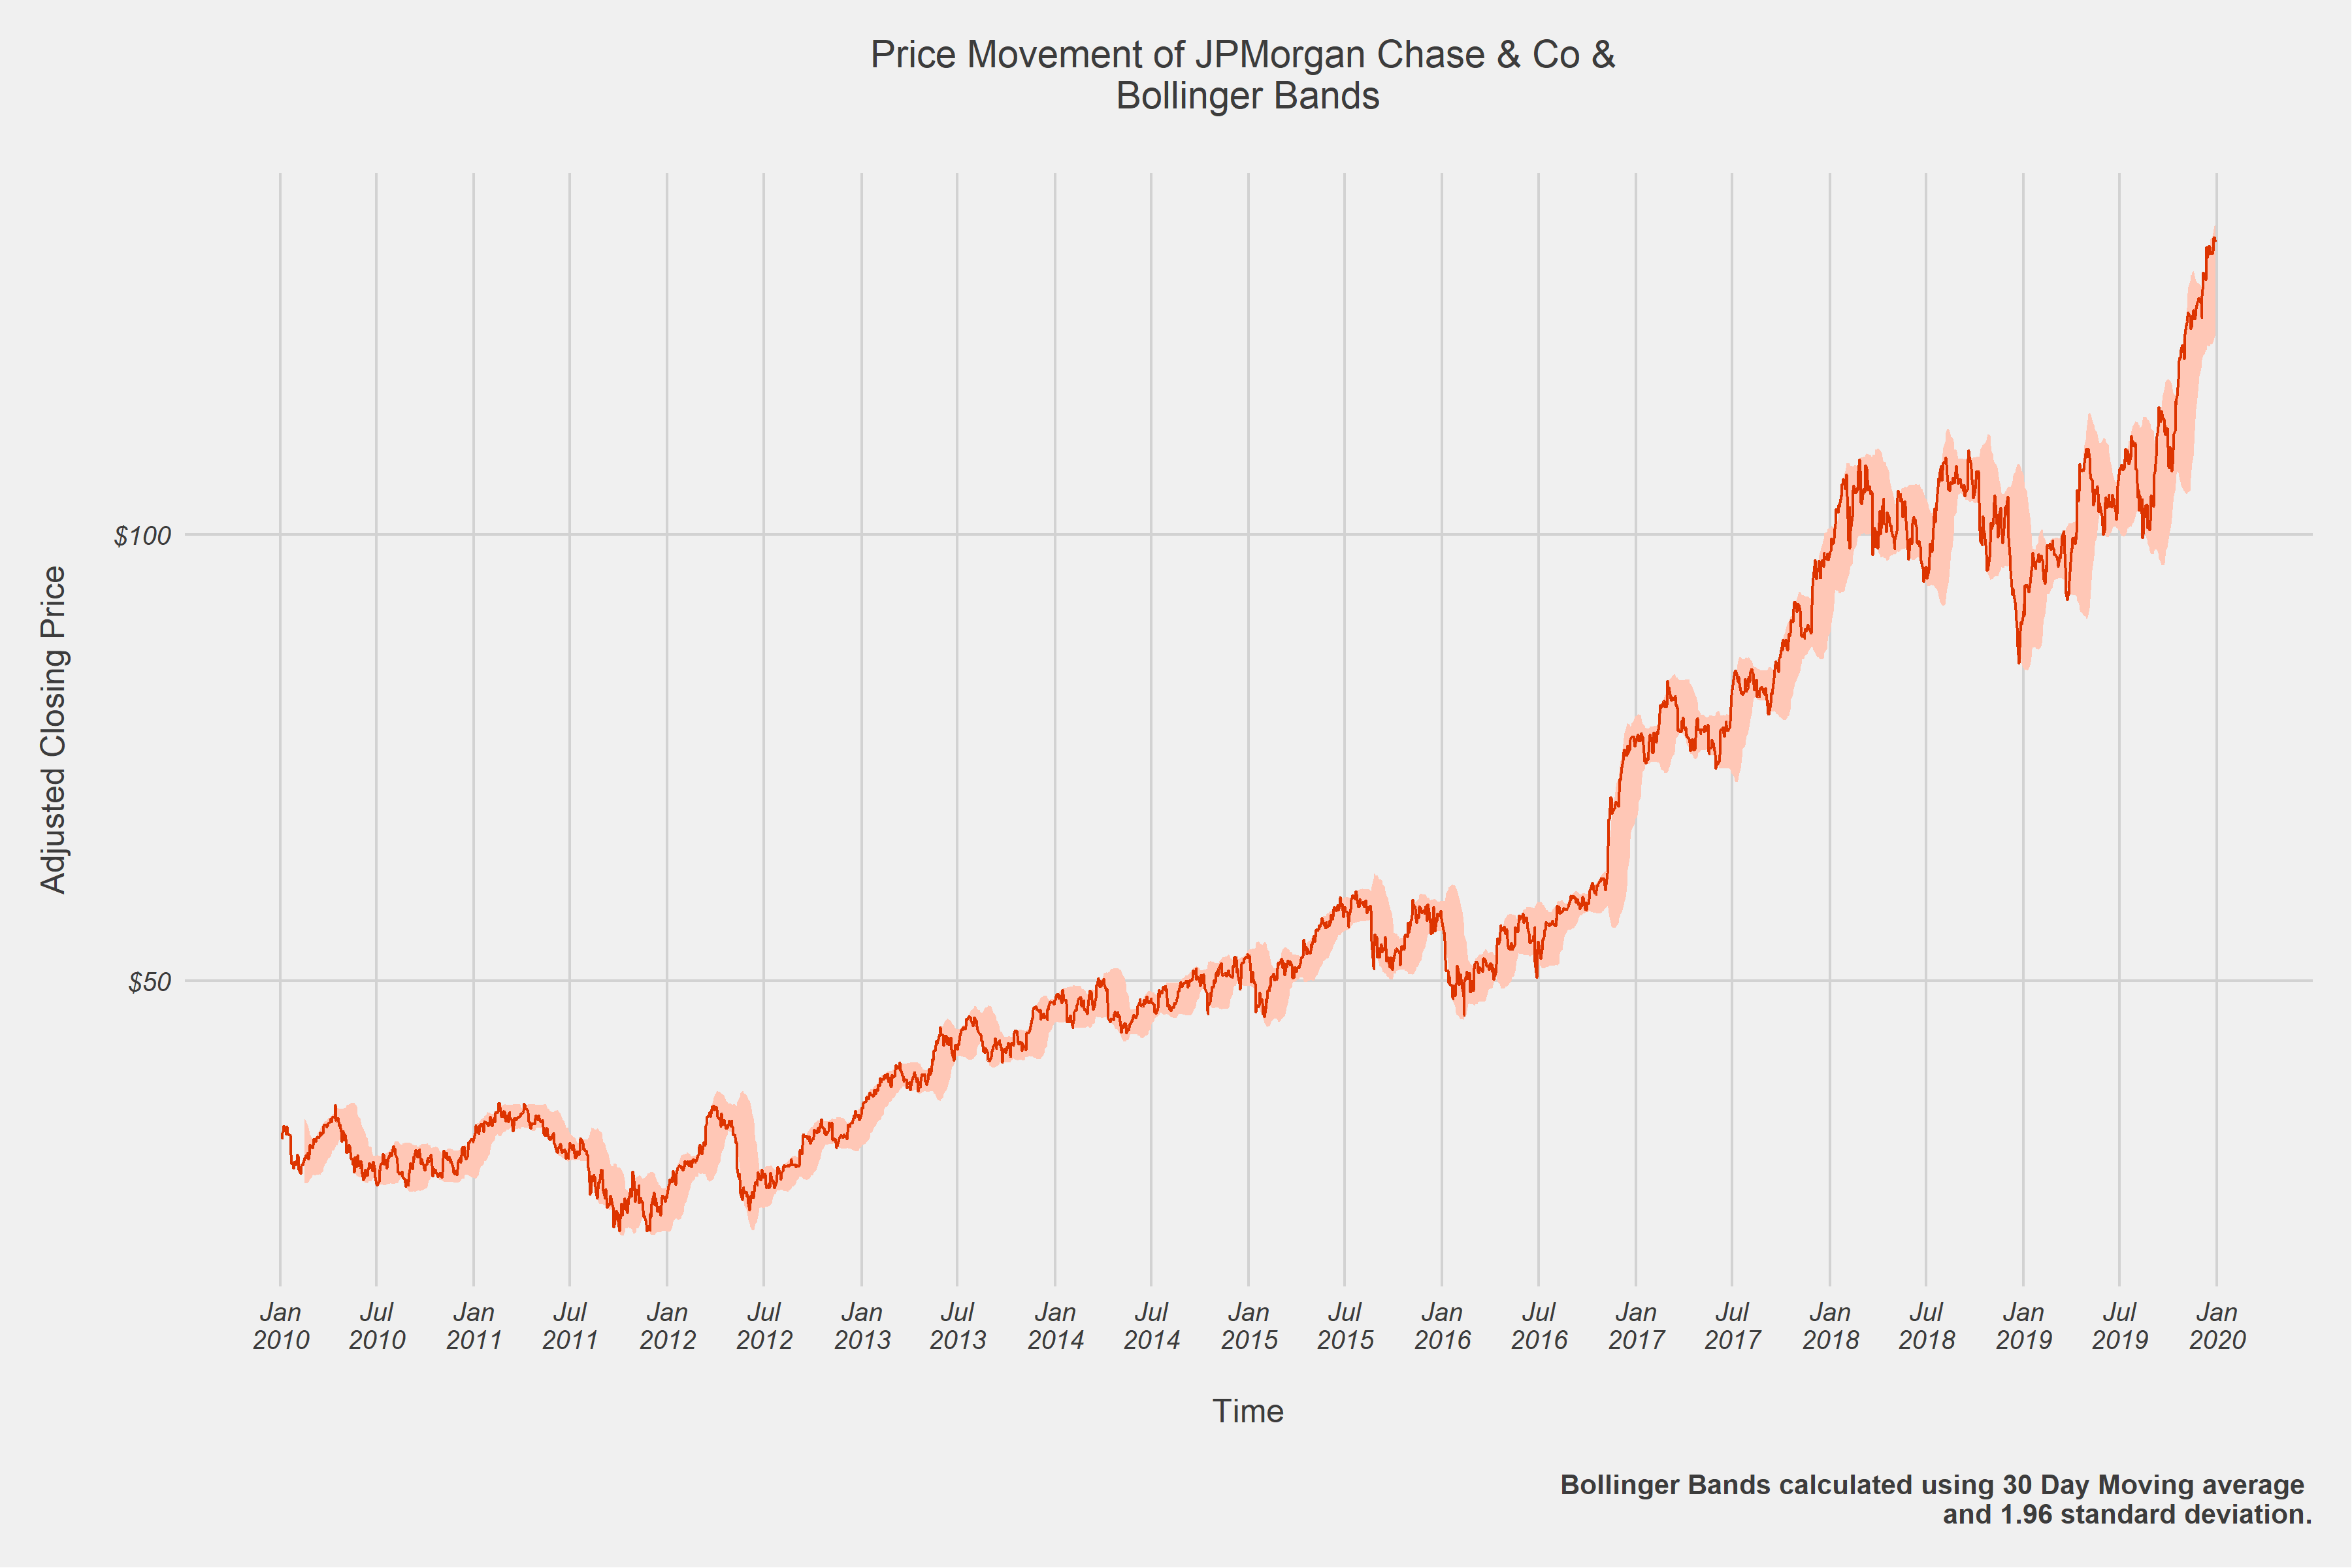 Price Movement of JPMorgan Chase & Co &
Bollinger Bands
Adjusted Closing Price
$100
$50
Jan Jul Jan Jul Jan Jul Jan Jul Jan Jul Jan Jul Jan Jul Jan Jul Jan Jul Jan Jul Jan
2010 2010 2011 2011 2012 2012 2013 2013 2014 2014 2015 2015 2016 2016 2017 2017 2018 2018 2019 2019 2020
Time
Bollinger Bands calculated using 30 Day Moving average
and 1.96 standard deviation.